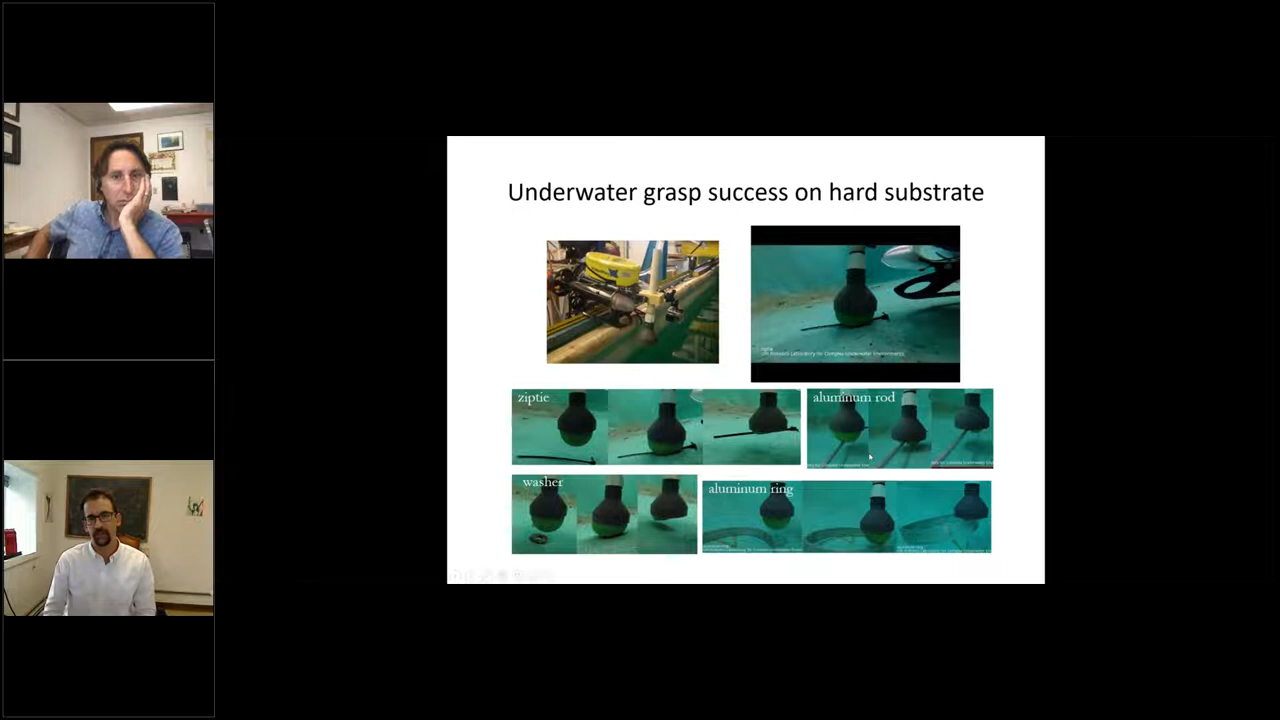 Underwater grasp success on hard substrate
ziptie
aluminum rod
washer
aluminum ring